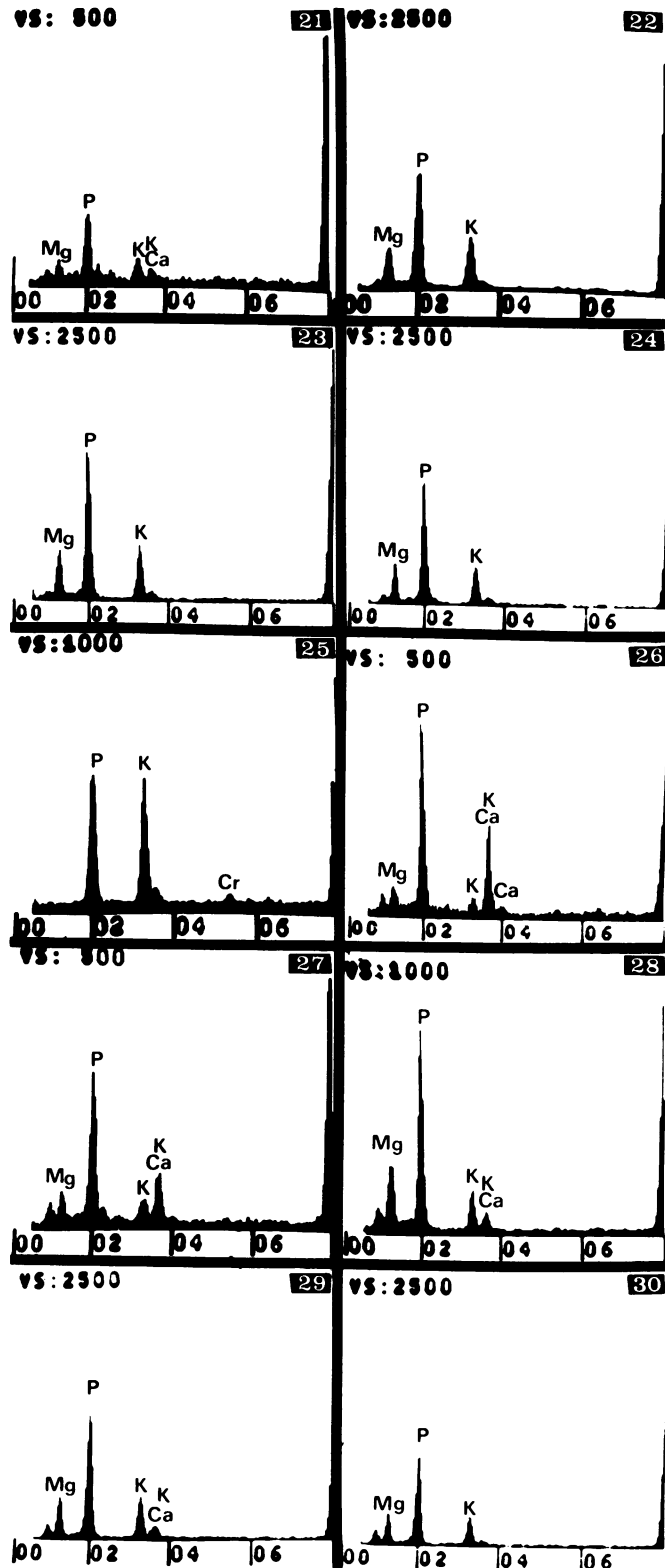 VS: 500 21
P
Mg K K
Ca
00 02 04 06
VS:2500 22
P
Mg K
00 02 04 06
VS:2500 23
P
Mg K
00 02 04 06
VS:2500 24
P
Mg K
00 02 04 06
VS:1000 25
P K
Cr
00 02 04 06
VS: 500 26
P
K
Ca
Mg K Ca
00 02 04 06
VS: 500 27
P
K
Ca
Mg K
00 02 04 06
VS:1000 28
P
Mg K K
Ca
00 02 04 06
VS:2500 29
P
Mg K K
Ca
00 02 04 06
VS:2500 30
P
Mg K
00 02 04 06